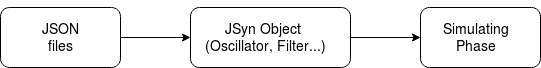 JSON
files
JSyn Object
(Oscillator, Filter...)
Simulating
Phase